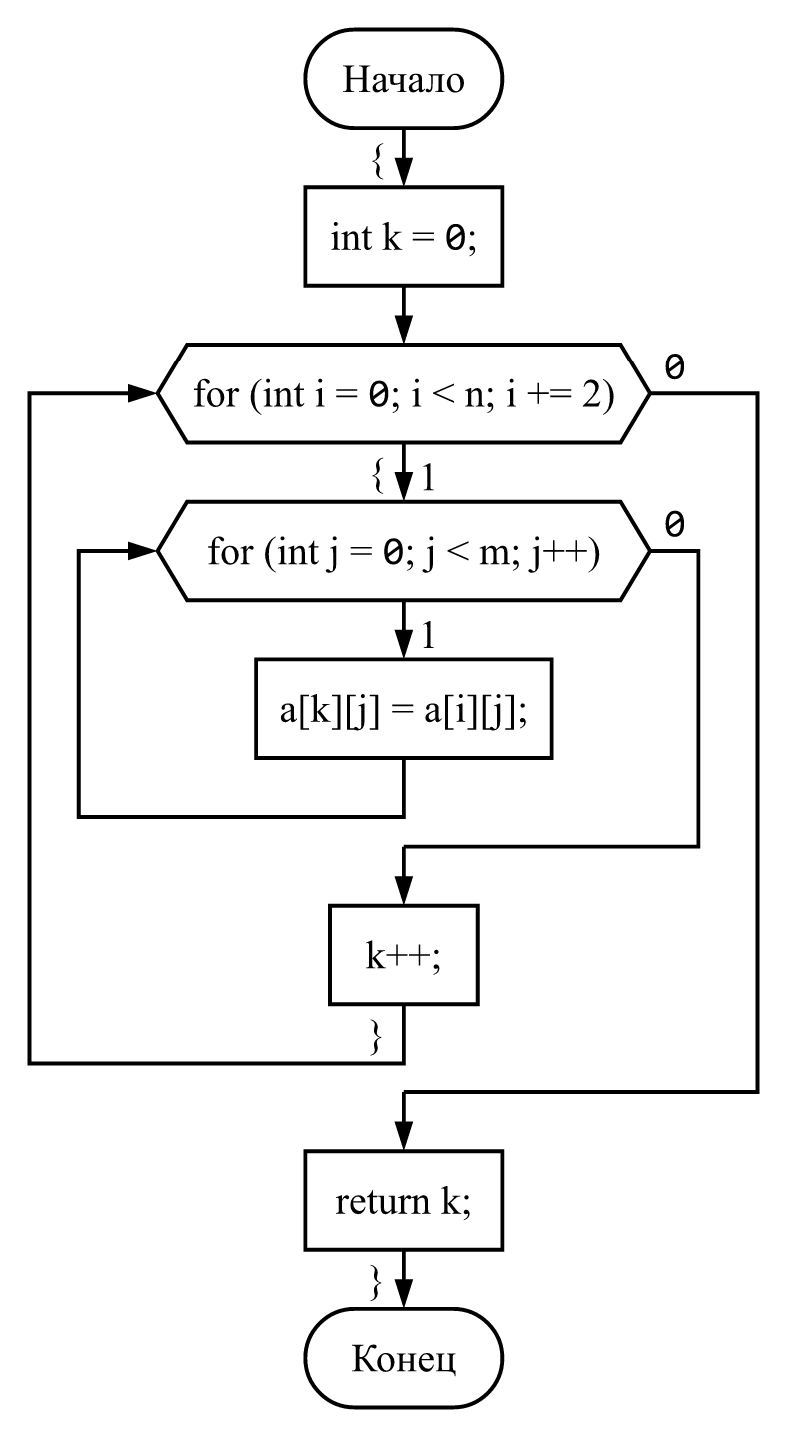 Начало
{
int k = 0;
for (int i = 0; i < n; i += 2)
0
{ 1
for (int j = 0; j < m; j++)
0
1
a[k][j] = a[i][j];
k++;
}
return k;
}
Конец